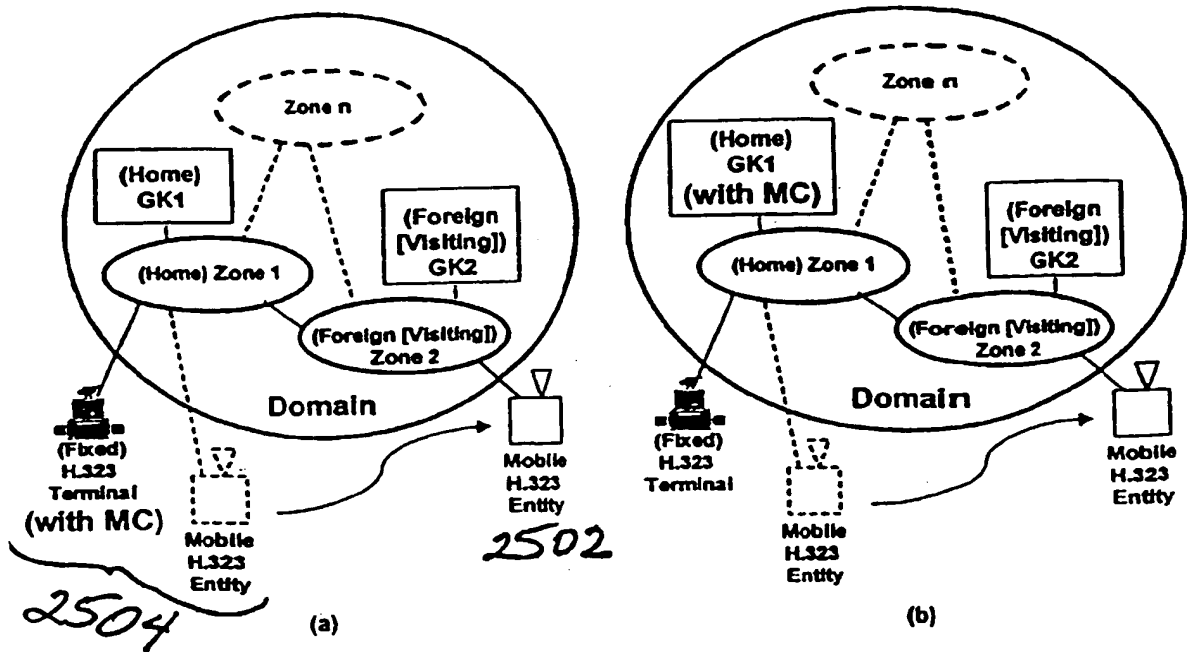 Zone n
(Home)
GK1
(Foreign
[Visiting])
GK2
(Home) Zone 1
(Foreign [Visiting])
Zone 2
Domain
(Fixed)
H.323
Terminal
(with MC)
Mobile
H.323
Entity
Mobile
H.323
Entity
2502
2504
(a)
Zone n
(Home)
GK1
(with MC)
(Foreign
[Visiting])
GK2
(Home) Zone 1
(Foreign [Visiting])
Zone 2
Domain
(Fixed)
H.323
Terminal
Mobile
H.323
Entity
Mobile
H.323
Entity
(b)